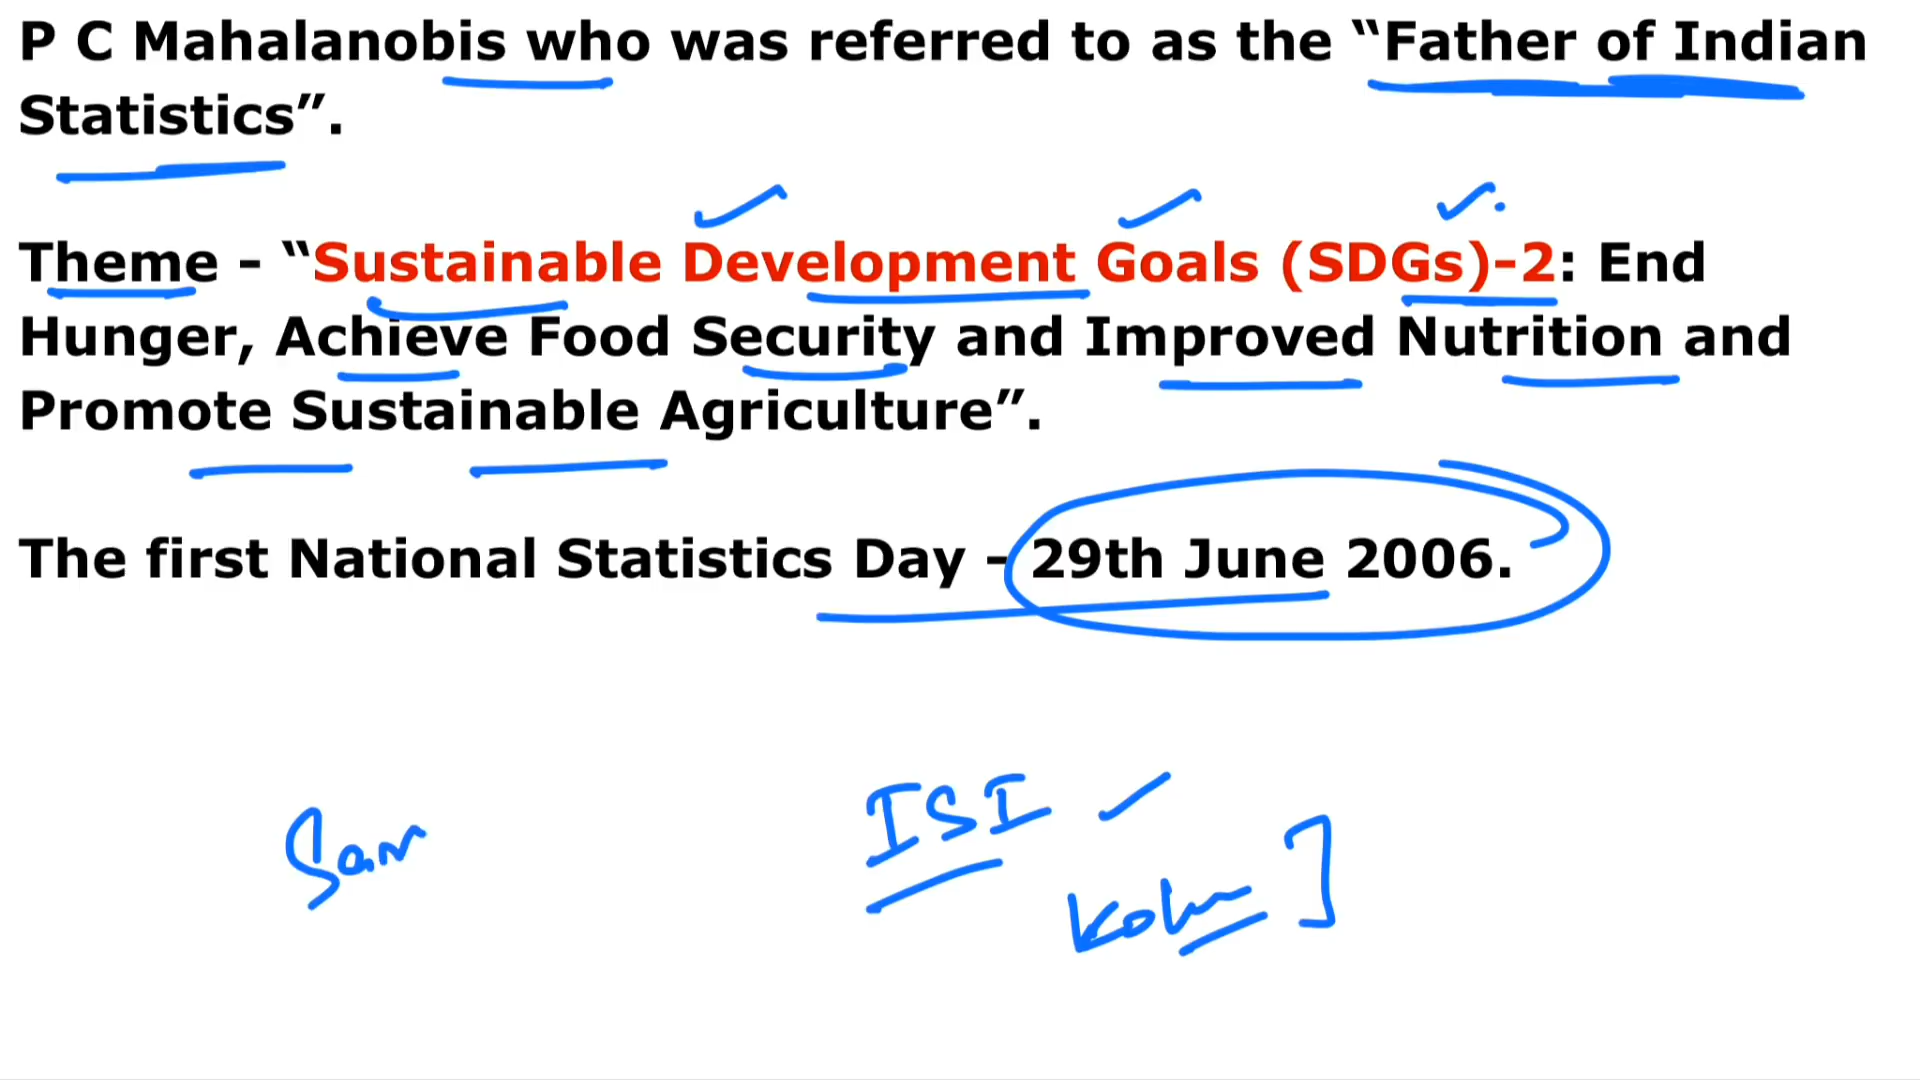 P C Mahalanobis who was referred to as the “Father of Indian
Statistics”.
Theme - “Sustainable Development Goals (SDGs)-2: End
Hunger, Achieve Food Security and Improved Nutrition and
Promote Sustainable Agriculture”.
The first National Statistics Day - 29th June 2006.
ISI